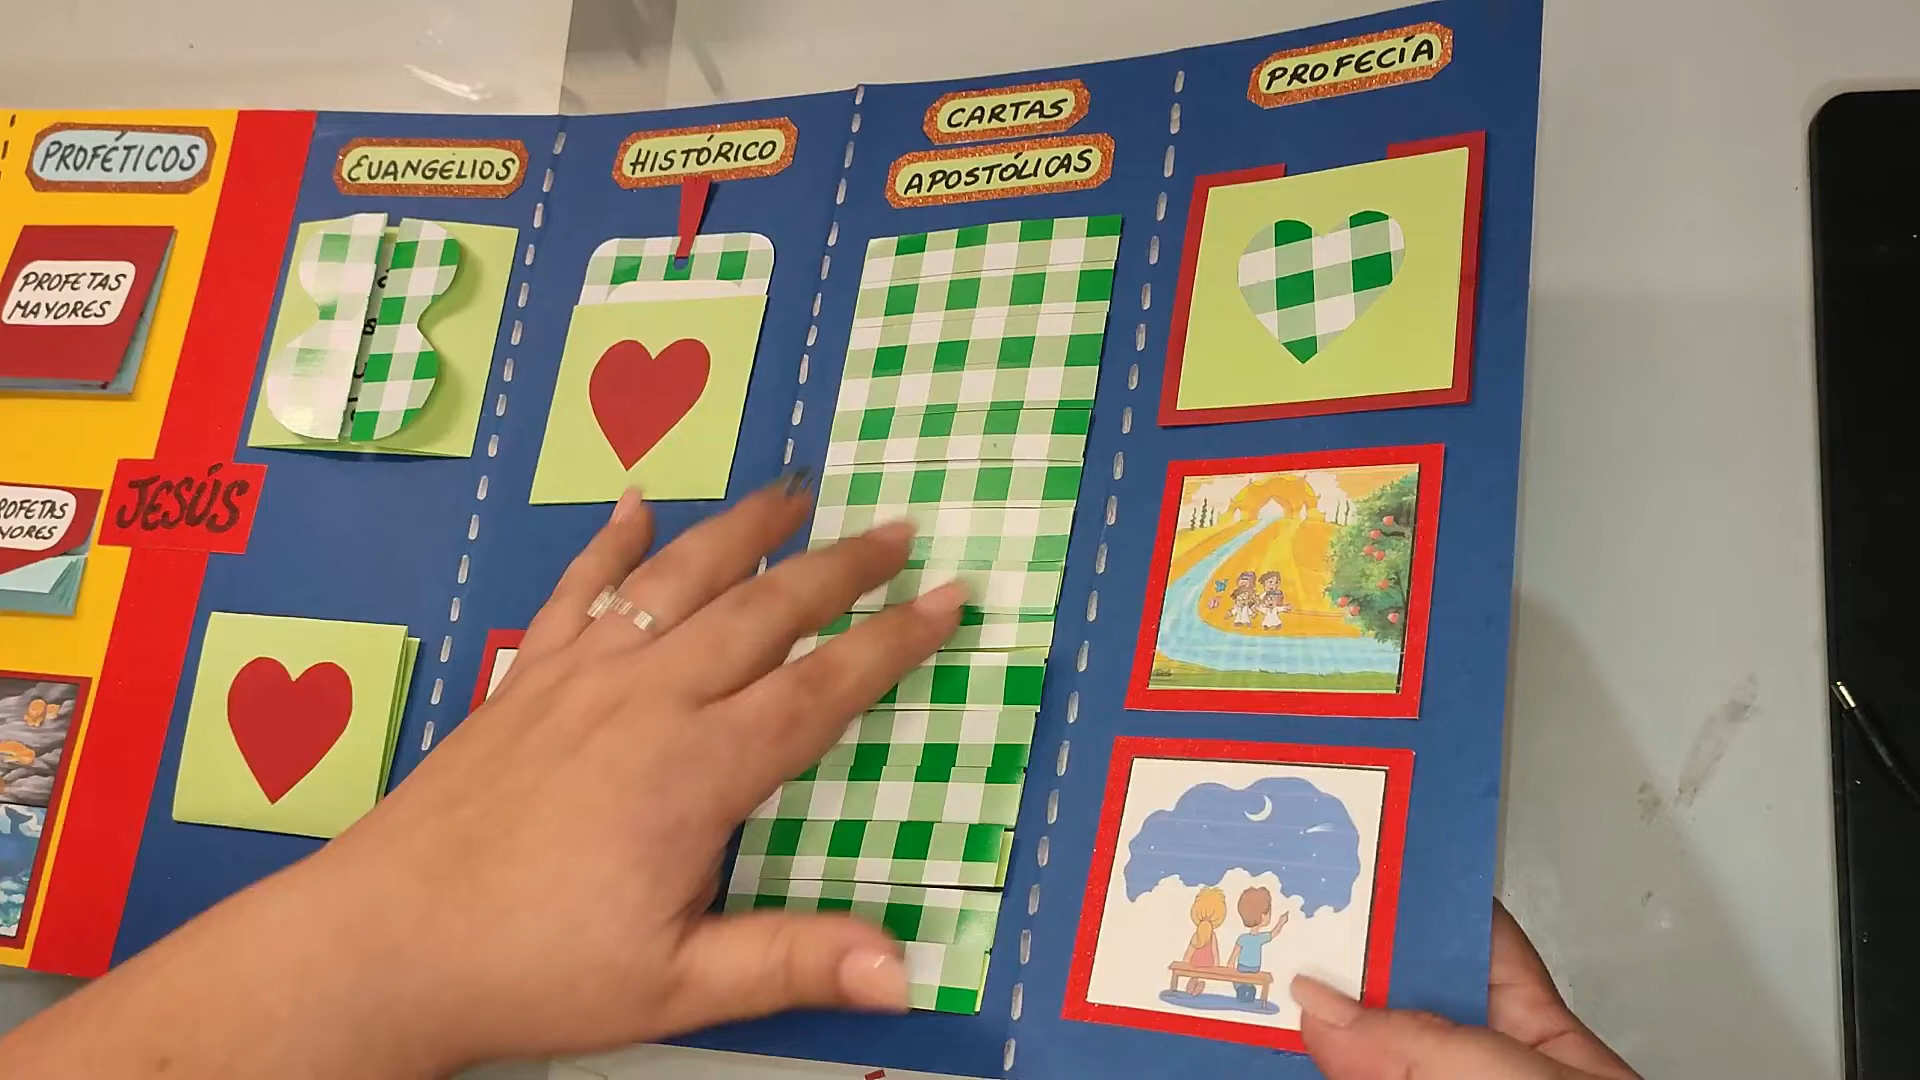 PROFÉTICOS
PROFETAS
MAYORES
JESÚS
EVANGELIOS
HISTÓRICO
CARTAS
APOSTÓLICAS
PROFECÍA